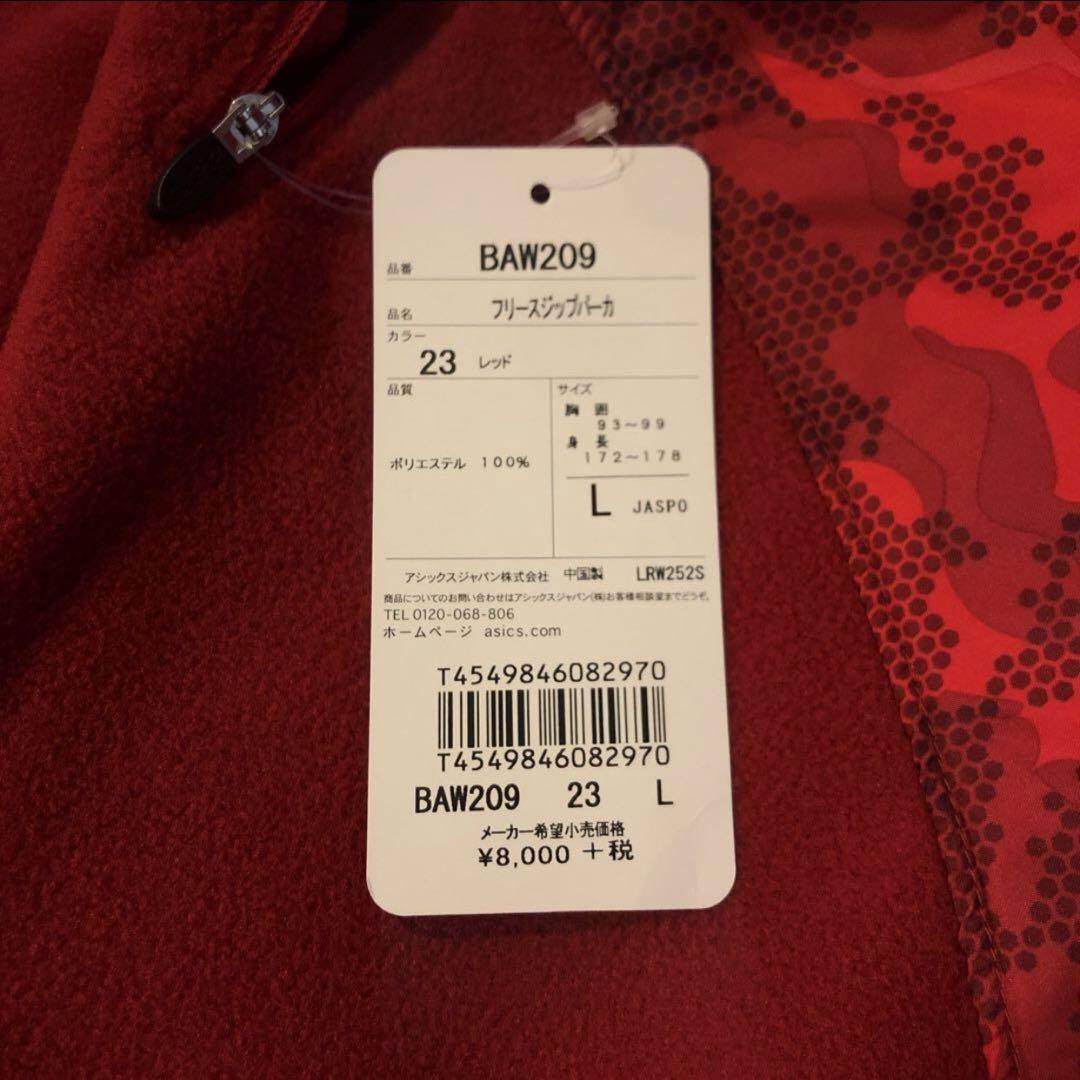 品番 BAW209
品名 フリースジップパーカ
カラー
23 レッド
品質
ポリエステル 100%
サイズ
胸 囲
93~99
身 長
172~178
L JASPO
アシックスジャパン株式会社 中国製 LRW252S
商品についてのお問い合わせはアシックスジャパン(株)お客様相談室までどうぞ。
TEL 0120-068-806
ホームページ asics.com
T4549846082970
T4549846082970
BAW209 23 L
メーカー希望小売価格
¥8,000 +税